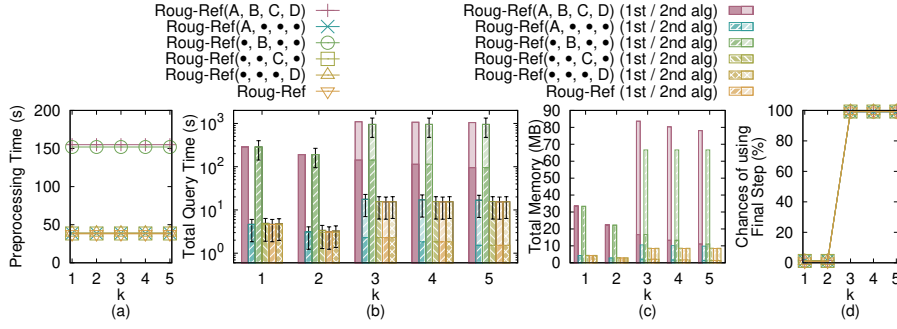 Roug-Ref(A, B, C, D)
Roug-Ref(A, •, •, •)
Roug-Ref(•, B, •, •)
Roug-Ref(•, •, C, •)
Roug-Ref(•, •, •, D)
Roug-Ref
Roug-Ref(A, B, C, D) (1st / 2nd alg)
Roug-Ref(A, •, •, •) (1st / 2nd alg)
Roug-Ref(•, B, •, •) (1st / 2nd alg)
Roug-Ref(•, •, C, •) (1st / 2nd alg)
Roug-Ref(•, •, •, D) (1st / 2nd alg)
Roug-Ref (1st / 2nd alg)
Preprocessing Time (s)
200
150
100
50
0
1 2 3 4 5
k
(a)
Total Query Time (s)
10³
10²
10¹
10⁰
1 2 3 4 5
k
(b)
Total Memory (MB)
90
80
70
60
50
40
30
20
10
0
1 2 3 4 5
k
(c)
Chances of using
Final Step (%)
100
80
60
40
20
0
1 2 3 4 5
k
(d)